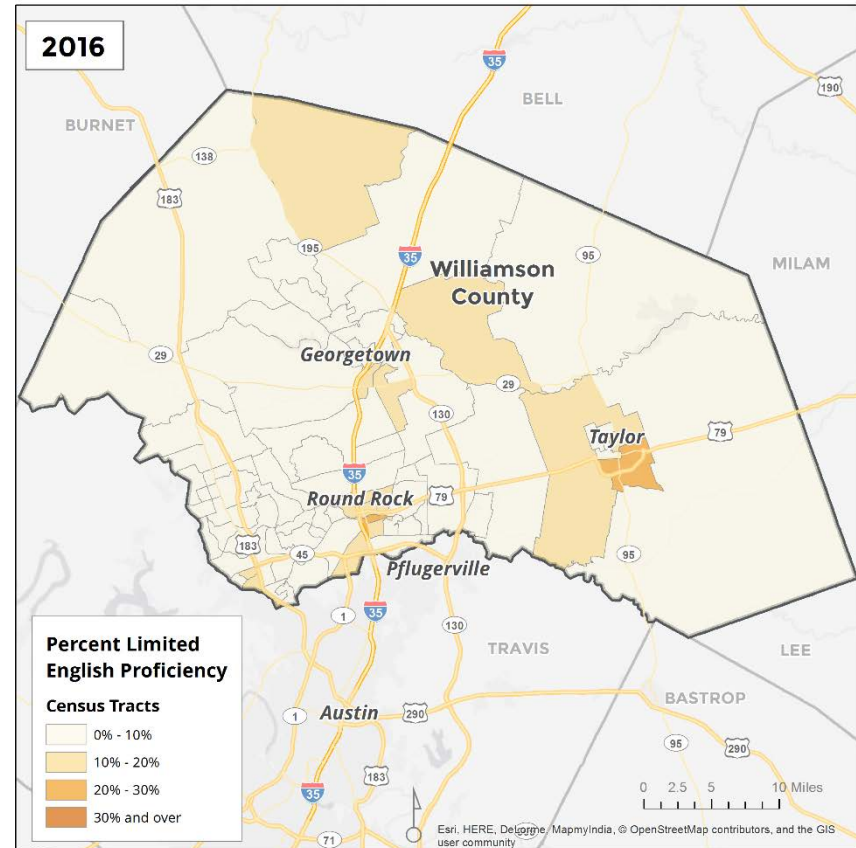 2016
35
BELL
190
BURNET
138
183
195
35
95
MILAM
Williamson
County
Georgetown
29
29
130
Taylor
79
35
Round Rock
79
183
45
95
Pflugerville
1
35
130
TRAVIS
LEE
BASTROP
Percent Limited
English Proficiency
Census Tracts
0% - 10%
10% - 20%
20% - 30%
30% and over
1
Austin
290
95
290
183
35
71
0 2.5 5 10 Miles
Esri, HERE, DeLorme, MapmyIndia, © OpenStreetMap contributors, and the GIS
user community